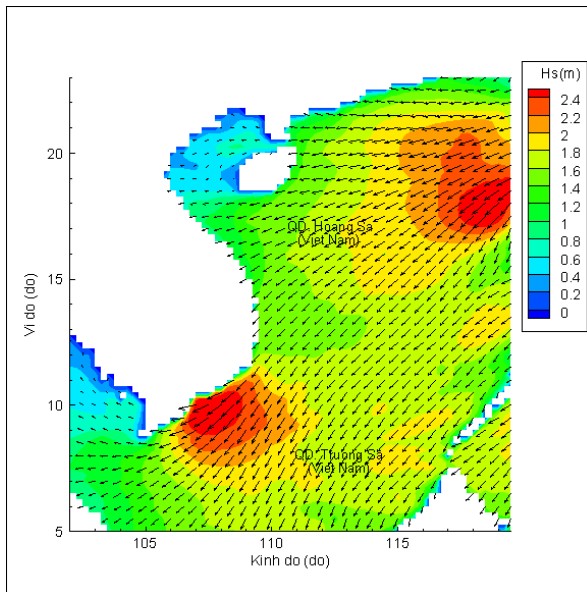 Hs(m)
2.4
2.2
2
1.8
1.6
1.4
1.2
1
0.8
0.6
0.4
0.2
0
20
15
10
5
Vi do (do)
QD. Hoang Sa
(Viet Nam)
QD. Truong Sa
(Viet Nam)
105
110
115
Kinh do (do)